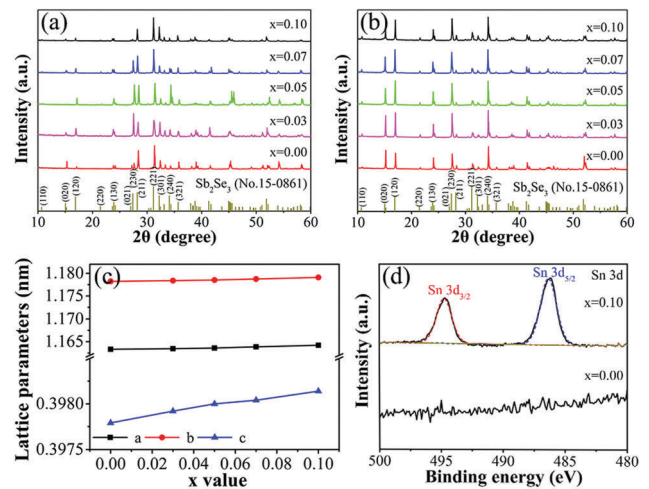 (a)
x=0.10
x=0.07
x=0.05
x=0.03
x=0.00
Sb₂Se₃ (No.15-0861)
(110)
(020)
(120)
(220)
(130)
(021)
(230)
(211)
(221)
(301)
(240)
(321)
10 20 30 40 50 60
2θ (degree)
Intensity (a.u.)
(b)
x=0.10
x=0.07
x=0.05
x=0.03
x=0.00
Sb₂Se₃ (No.15-0861)
(110)
(020)
(120)
(220)
(130)
(021)
(230)
(211)
(221)
(301)
(240)
(321)
10 20 30 40 50 60
2θ (degree)
Intensity (a.u.)
(c)
1.180
1.175
1.165
0.3980
0.3975
Lattice parameters (nm)
a b c
0.00 0.02 0.04 0.06 0.08 0.10
x value
(d)
Sn 3d₃/₂
Sn 3d₅/₂
Sn 3d
x=0.10
x=0.00
Intensity (a.u.)
500 495 490 485 480
Binding energy (eV)